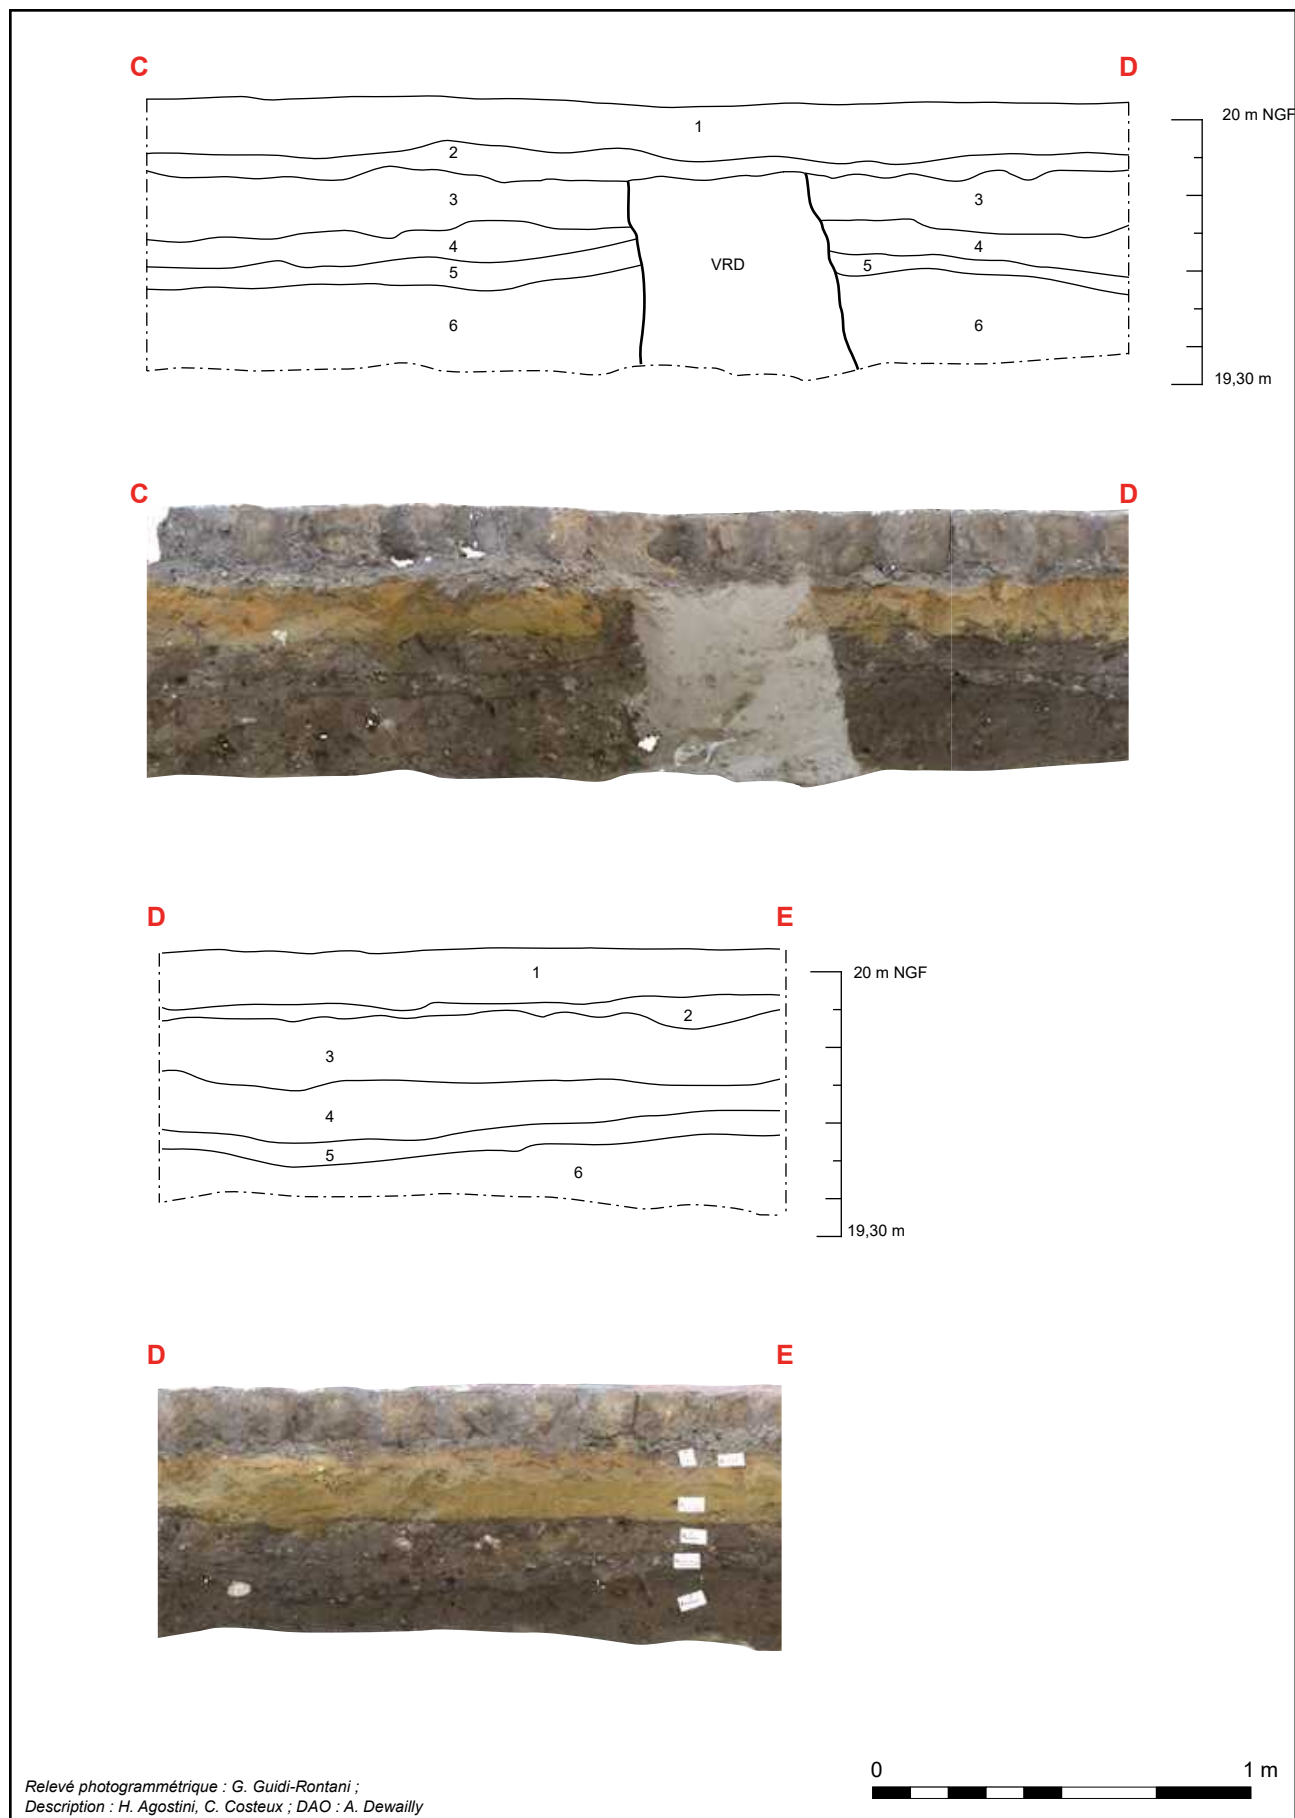 C D
20 m NGF
1
2
3 3
4 4
VRD
5 5
6 6
19,30 m
C D
D E
20 m NGF
1
2
3
4
5
6
19,30 m
D E
0 1 m
Relevé photogrammétrique : G. Guidi-Rontani ;
Description : H. Agostini, C. Costeux ; DAO : A. Dewailly